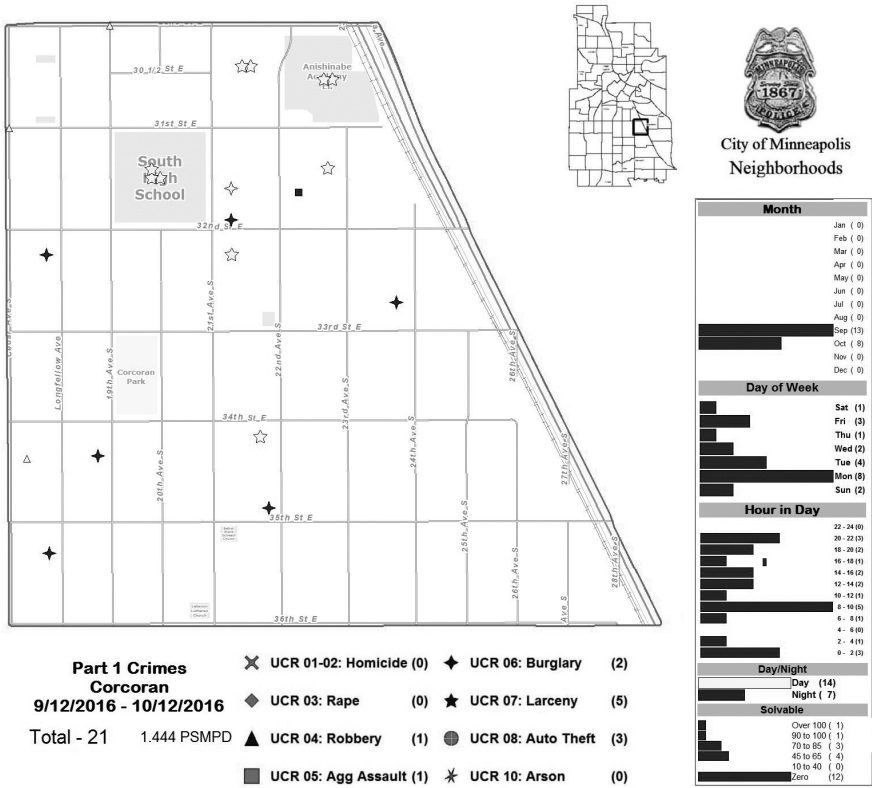 30 1/2 St E
Anishinabe
Academy
31st St E
South
High
School
32nd St E
21st Ave S
33rd St E
22nd Ave S
Longfellow Ave
19th Ave S
Corcoran
Park
23rd Ave S
26th Ave S
34th St E
24th Ave S
20th Ave S
27th Ave S
35th St E
25th Ave S
26th Ave S
28th Ave S
Ave S
36th St E
MINNEAPOLIS
1867
POLICE
City of Minneapolis
Neighborhoods
Month
Jan ( 0)
Feb ( 0)
Mar ( 0)
Apr ( 0)
May ( 0)
Jun ( 0)
Jul ( 0)
Aug ( 0)
Sep (13)
Oct ( 8)
Nov ( 0)
Dec ( 0)
Day of Week
Sat (1)
Fri (3)
Thu (1)
Wed (2)
Tue (4)
Mon (8)
Sun (2)
Hour in Day
22 - 24 (0)
20 - 22 (3)
18 - 20 (2)
16 - 18 (1)
14 - 16 (2)
12 - 14 (2)
10 - 12 (1)
8 - 10 (5)
6 - 8 (1)
4 - 6 (0)
2 - 4 (1)
0 - 2 (3)
Day/Night
Day (14)
Night ( 7)
Solvable
Over 100 ( 1)
90 to 100 ( 1)
70 to 85 ( 3)
45 to 65 ( 4)
10 to 40 ( 0)
Zero (12)
Part 1 Crimes
Corcoran
9/12/2016 - 10/12/2016
Total - 21 1.444 PSMPD
UCR 01-02: Homicide (0)
UCR 03: Rape (0)
UCR 04: Robbery (1)
UCR 05: Agg Assault (1)
UCR 06: Burglary (2)
UCR 07: Larceny (5)
UCR 08: Auto Theft (3)
UCR 10: Arson (0)